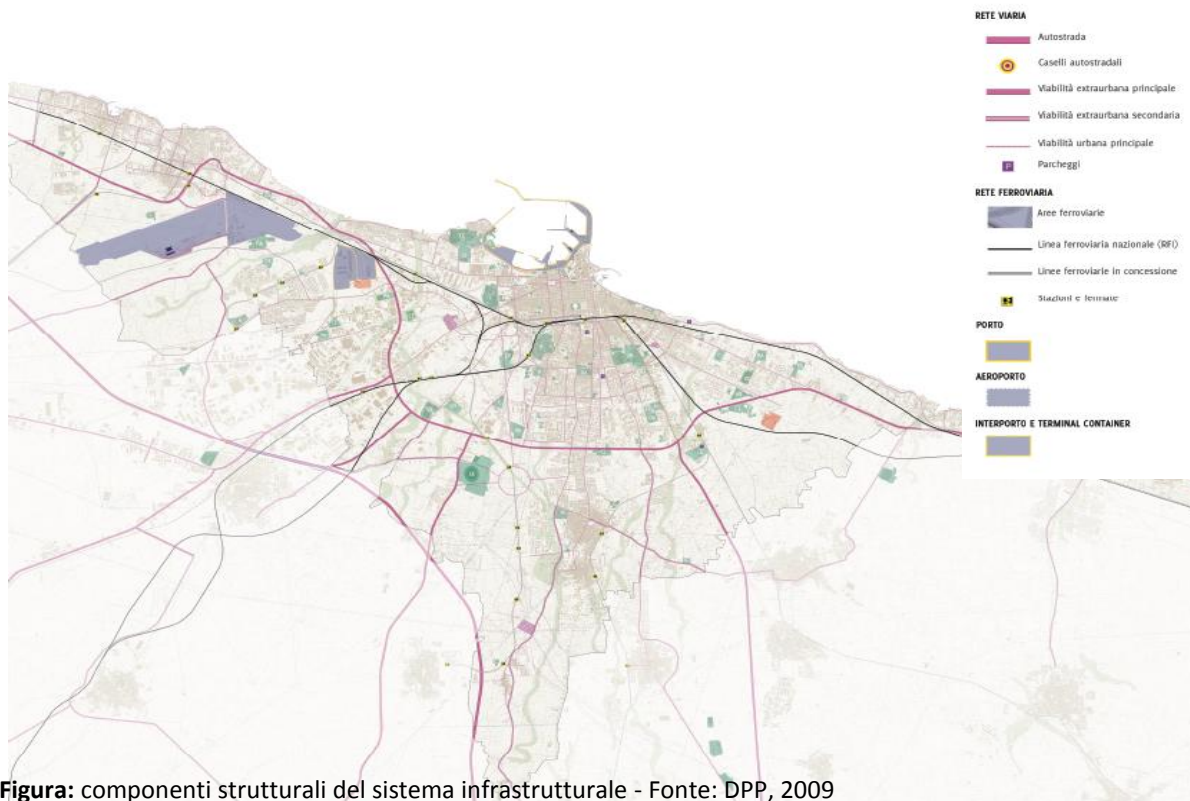 RETE VIARIA
Autostrada
Caselli autostradali
Viabilità extraurbana principale
Viabilità extraurbana secondaria
Viabilità urbana principale
P
Parcheggi
RETE FERROVIARIA
Aree ferroviarie
Linea ferroviaria nazionale (RFI)
Linee ferroviarie in concessione
Stazioni e fermate
PORTO
AEROPORTO
INTERPORTO E TERMINAL CONTAINER
Figura: componenti strutturali del sistema infrastrutturale - Fonte: DPP, 2009